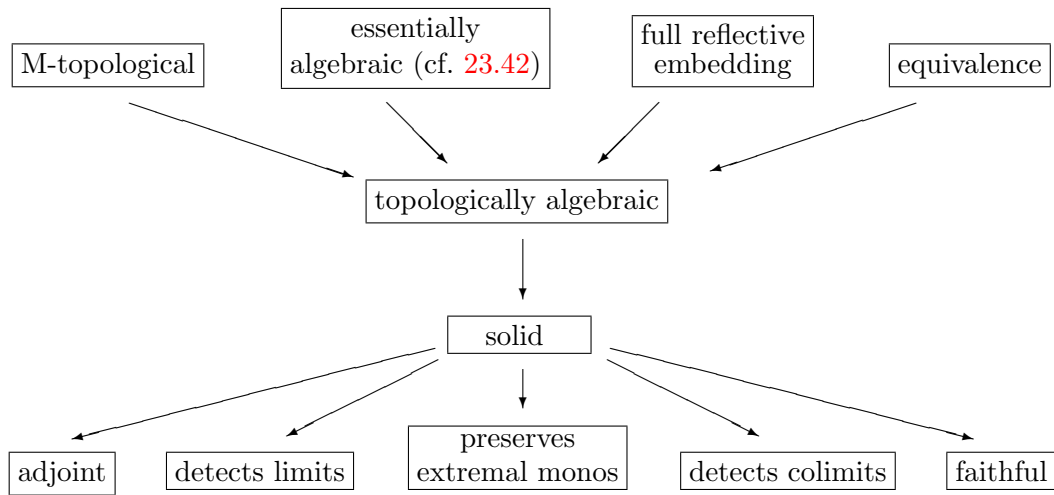 M-topological
essentially
algebraic (cf. 23.42)
full reflective
embedding
equivalence
topologically algebraic
solid
adjoint
detects limits
preserves
extremal monos
detects colimits
faithful